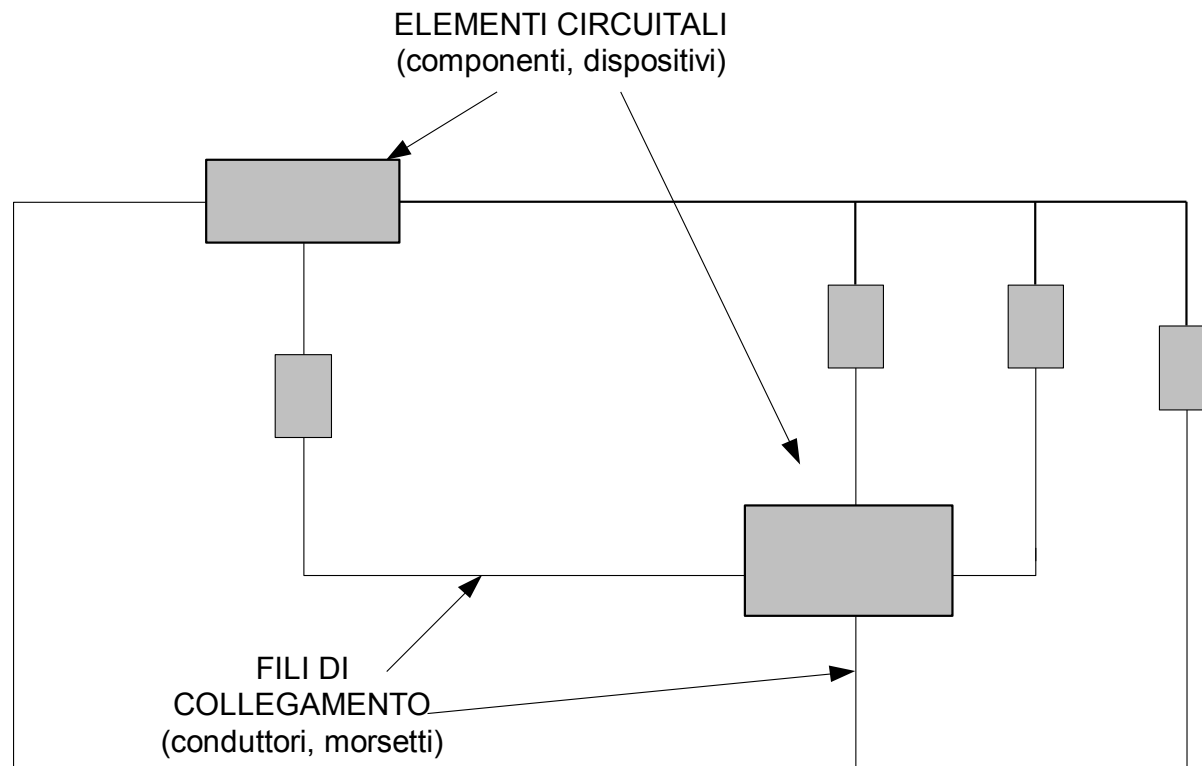 ELEMENTI CIRCUITALI
(componenti, dispositivi)
FILI DI
COLLEGAMENTO
(conduttori, morsetti)